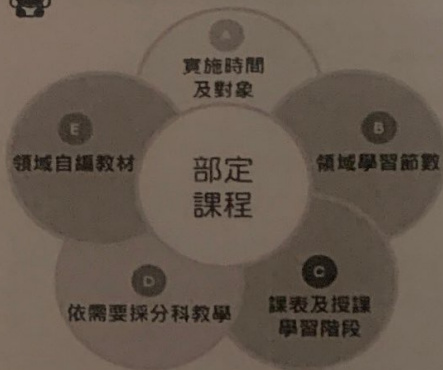 A
實施時間
及對象
B
領域學習節數
C
課表及授課
學習階段
D
依需要採分科教學
E
領域自編教材
部定
課程